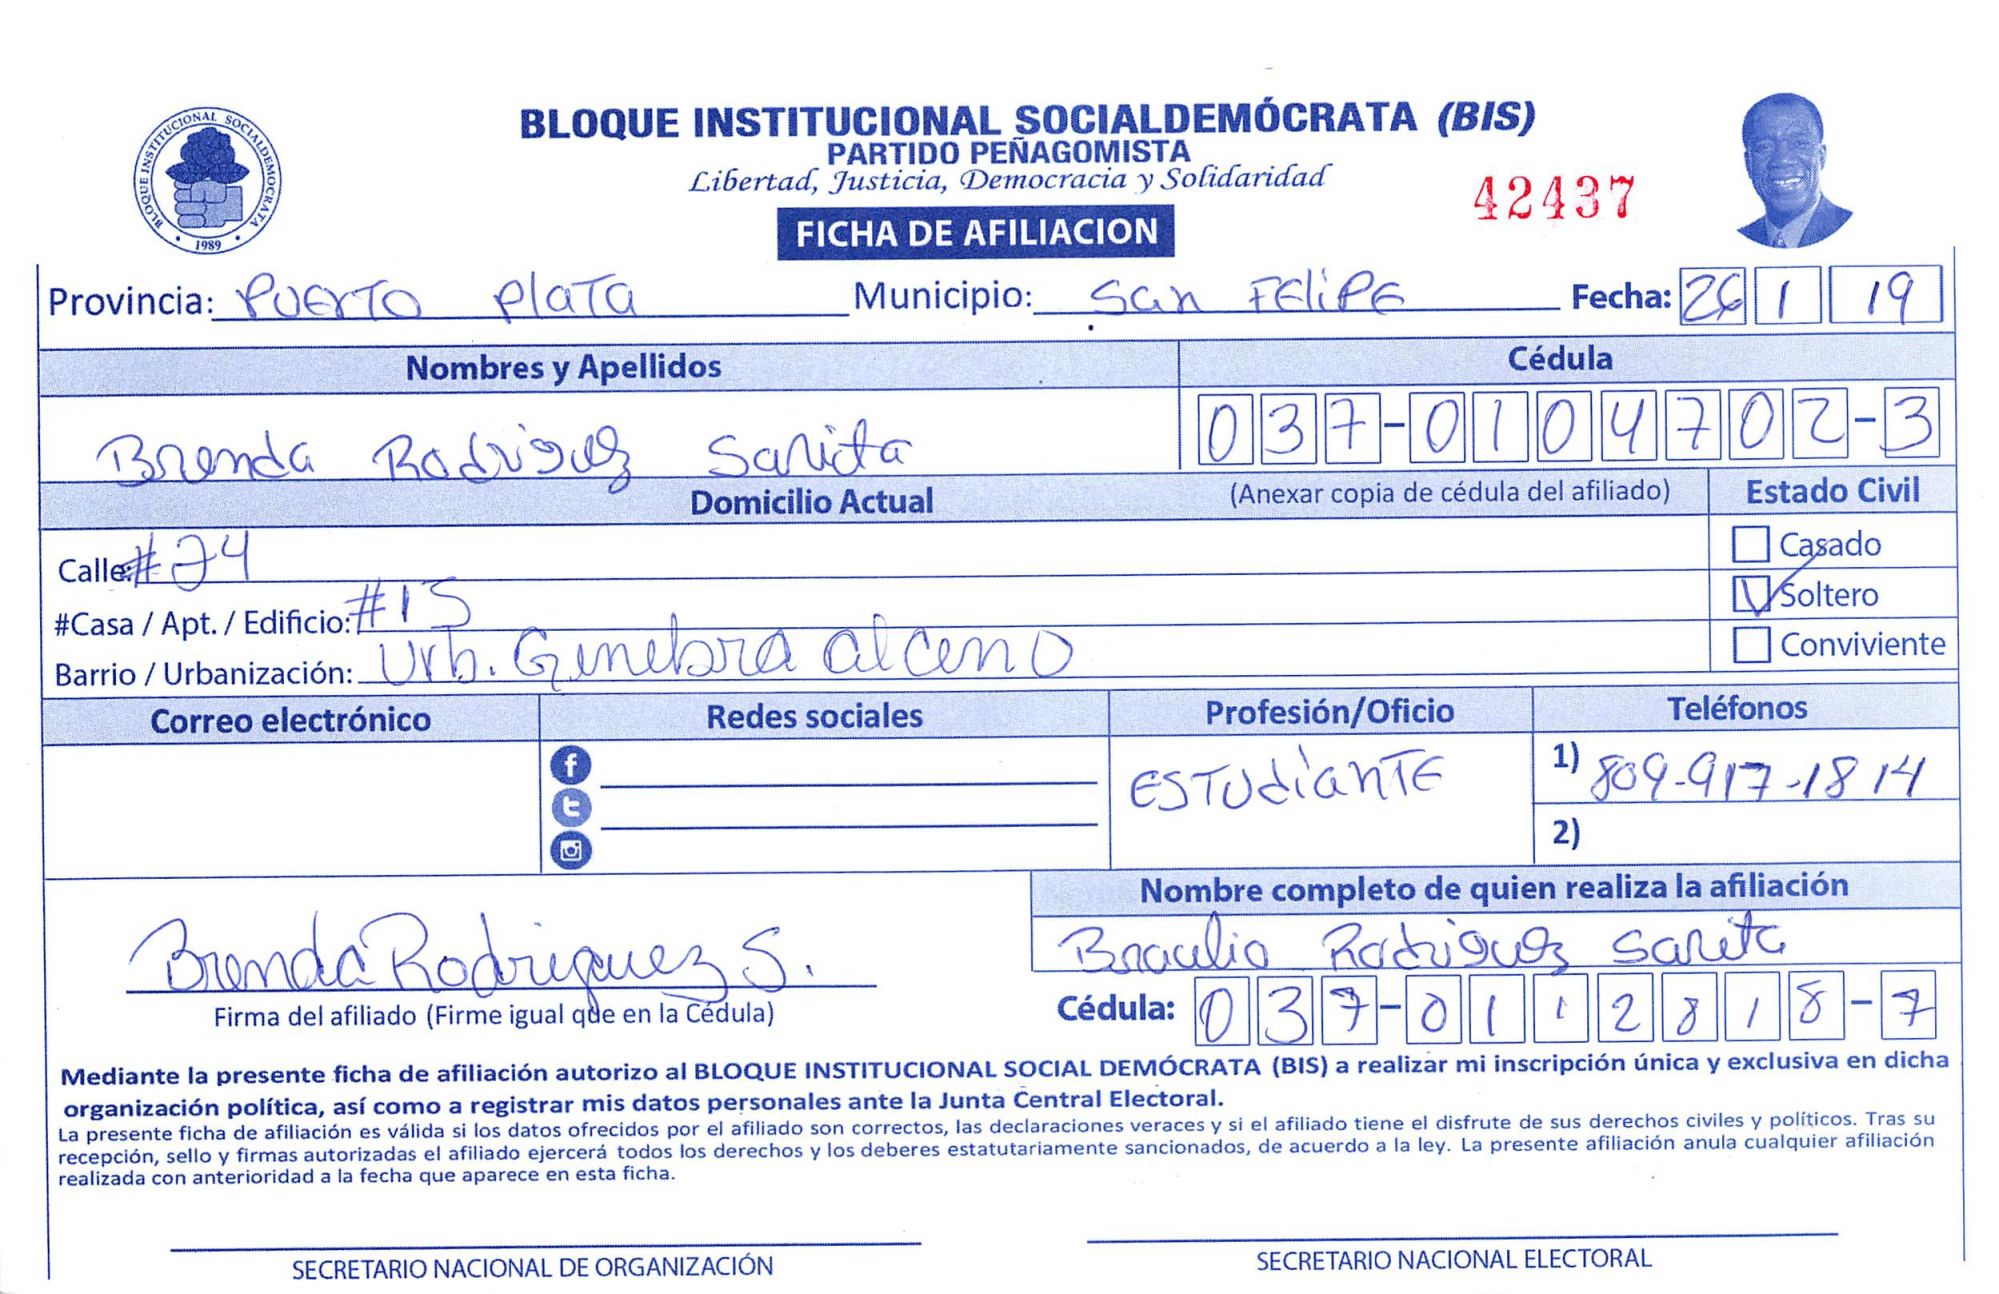 BLOQUE INSTITUCIONAL SOCIALDEMÓCRATA (BIS)
PARTIDO PEÑAGOMISTA
Libertad, Justicia, Democracia y Solidaridad
42437
FICHA DE AFILIACION
BLOQUE INSTITUCIONAL SOCIALDEMOCRATA
1989
Provincia: Puerto Plata Municipio: San Felipe Fecha: 26 1 19
Nombres y Apellidos Cédula
Brenda Rodriguez Sarita 037-0104702-3
Domicilio Actual (Anexar copia de cédula del afiliado) Estado Civil
Calle: #24 Casado
#Casa / Apt. / Edificio: #15 Soltero
Barrio / Urbanización: Urb. Ginebra alceno Conviviente
Correo electrónico Redes sociales Profesión/Oficio Teléfonos
Estudiante 1) 809-917-1814
2)
Nombre completo de quien realiza la afiliación
Brenda Rodriguez S. Braulio Rodriguez Sarita
Firma del afiliado (Firme igual que en la Cédula) Cédula: 037-0112818-7
Mediante la presente ficha de afiliación autorizo al BLOQUE INSTITUCIONAL SOCIAL DEMÓCRATA (BIS) a realizar mi inscripción única y exclusiva en dicha
organización política, así como a registrar mis datos personales ante la Junta Central Electoral.
La presente ficha de afiliación es válida si los datos ofrecidos por el afiliado son correctos, las declaraciones veraces y si el afiliado tiene el disfrute de sus derechos civiles y políticos. Tras su
recepción, sello y firmas autorizadas el afiliado ejercerá todos los derechos y los deberes estatutariamente sancionados, de acuerdo a la ley. La presente afiliación anula cualquier afiliación
realizada con anterioridad a la fecha que aparece en esta ficha.
SECRETARIO NACIONAL DE ORGANIZACIÓN SECRETARIO NACIONAL ELECTORAL